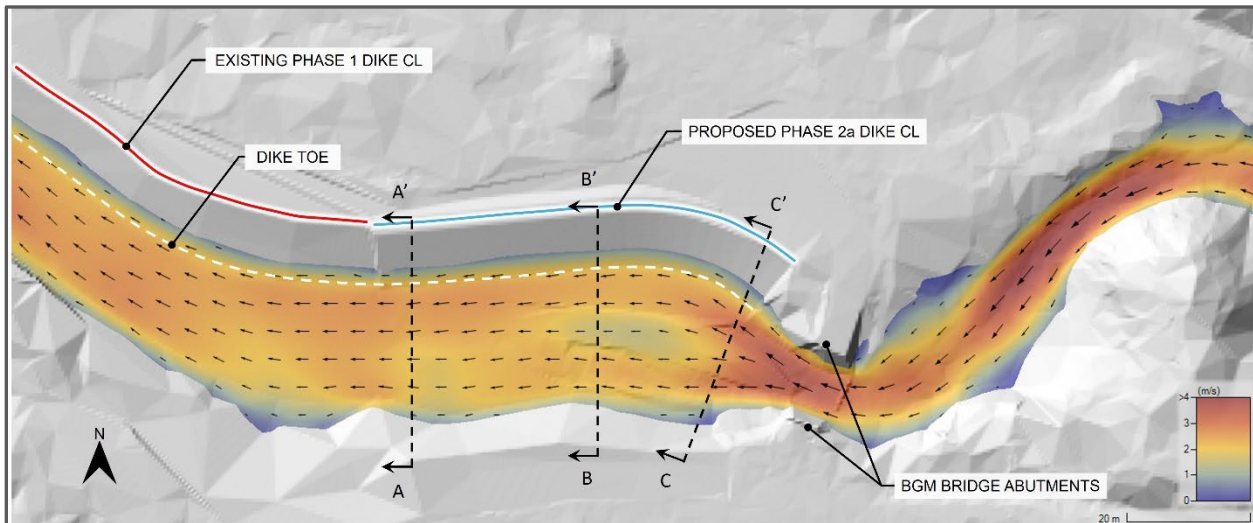 EXISTING PHASE 1 DIKE CL
DIKE TOE
PROPOSED PHASE 2a DIKE CL
A'
B'
C'
N
A
B
C
BGM BRIDGE ABUTMENTS
(m/s)
>4
3
2
1
0
20 m